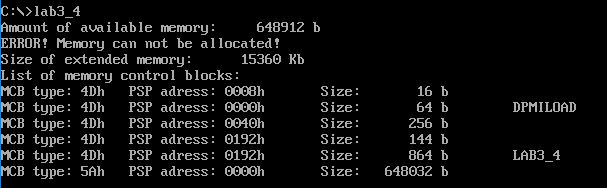 C:\>lab3_4
Amount of available memory: 648912 b
ERROR! Memory can not be allocated!
Size of extended memory: 15360 Kb
List of memory control blocks:
MCB type: 4Dh PSP adress: 0008h Size: 16 b
MCB type: 4Dh PSP adress: 0000h Size: 64 b DPMILOAD
MCB type: 4Dh PSP adress: 0040h Size: 256 b
MCB type: 4Dh PSP adress: 0192h Size: 144 b
MCB type: 4Dh PSP adress: 0192h Size: 864 b LAB3_4
MCB type: 5Ah PSP adress: 0000h Size: 648032 b